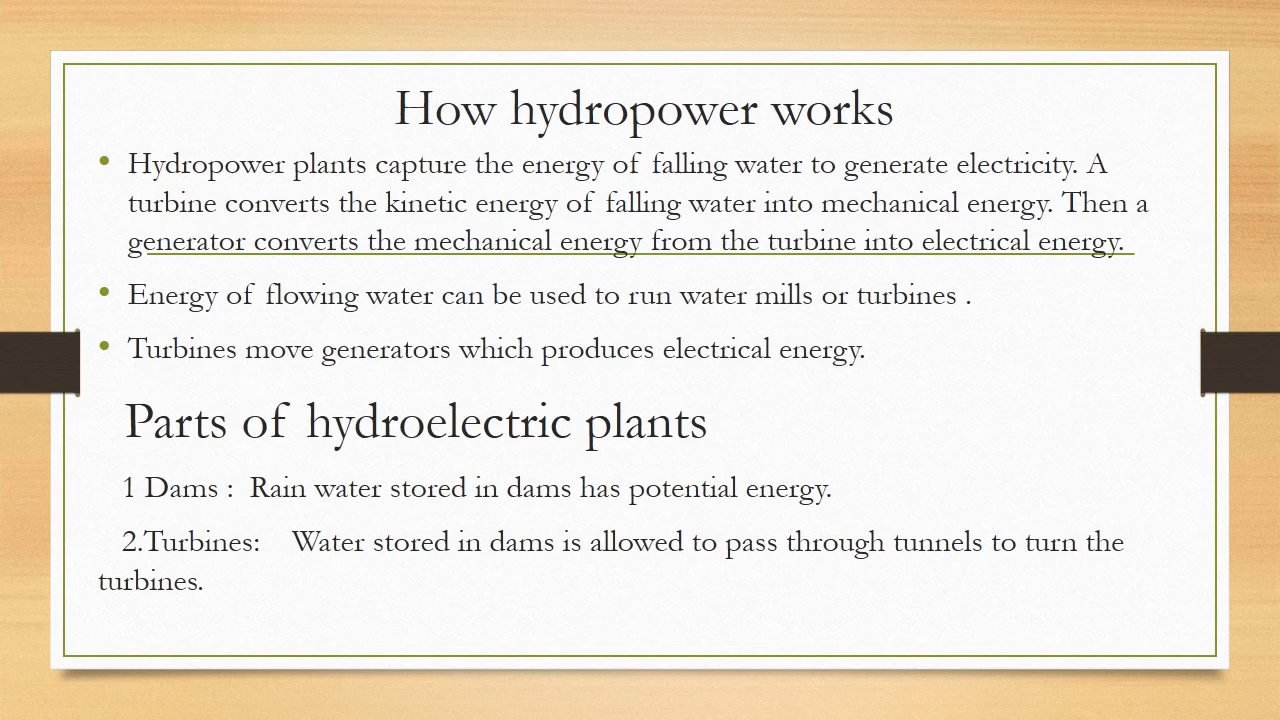 How hydropower works
Hydropower plants capture the energy of falling water to generate electricity. A
turbine converts the kinetic energy of falling water into mechanical energy. Then a
generator converts the mechanical energy from the turbine into electrical energy.
Energy of flowing water can be used to run water mills or turbines .
Turbines move generators which produces electrical energy.
Parts of hydroelectric plants
1 Dams : Rain water stored in dams has potential energy.
2.Turbines: Water stored in dams is allowed to pass through tunnels to turn the
turbines.